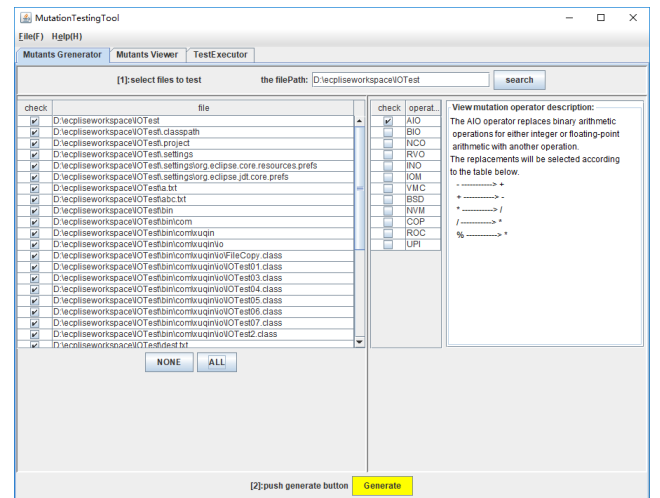 MutationTestingTool
File(F) Help(H)
Mutants Grenerator Mutants Viewer TestExecutor
[1]:select files to test the filePath: D:\ecpliseworkspace\IOTest search
check file
D:\ecpliseworkspace\IOTest
D:\ecpliseworkspace\IOTest\.classpath
D:\ecpliseworkspace\IOTest\.project
D:\ecpliseworkspace\IOTest\.settings
D:\ecpliseworkspace\IOTest\.settings\org.eclipse.core.resources.prefs
D:\ecpliseworkspace\IOTest\.settings\org.eclipse.jdt.core.prefs
D:\ecpliseworkspace\IOTest\a.txt
D:\ecpliseworkspace\IOTest\abc.txt
D:\ecpliseworkspace\IOTest\bin
D:\ecpliseworkspace\IOTest\bin\com
D:\ecpliseworkspace\IOTest\bin\com\xuqin
D:\ecpliseworkspace\IOTest\bin\com\xuqin\io
D:\ecpliseworkspace\IOTest\bin\com\xuqin\io\FileCopy.class
D:\ecpliseworkspace\IOTest\bin\com\xuqin\io\IOTest01.class
D:\ecpliseworkspace\IOTest\bin\com\xuqin\io\IOTest03.class
D:\ecpliseworkspace\IOTest\bin\com\xuqin\io\IOTest04.class
D:\ecpliseworkspace\IOTest\bin\com\xuqin\io\IOTest05.class
D:\ecpliseworkspace\IOTest\bin\com\xuqin\io\IOTest06.class
D:\ecpliseworkspace\IOTest\bin\com\xuqin\io\IOTest07.class
D:\ecpliseworkspace\IOTest\bin\com\xuqin\io\IOTest2.class
D:\ecpliseworkspace\IOTest\dest.txt
NONE ALL
check operat...
AIO
BIO
NCO
RVO
INO
IOM
VMC
BSD
NVM
COP
ROC
UPI
View mutation operator description:
The AIO operator replaces binary arithmetic
operations for either integer or floating-point
arithmetic with another operation.
The replacements will be selected according
to the table below.
- -----------> +
+ -----------> -
* -----------> /
/ -----------> *
% -----------> *
[2]:push generate button Generate